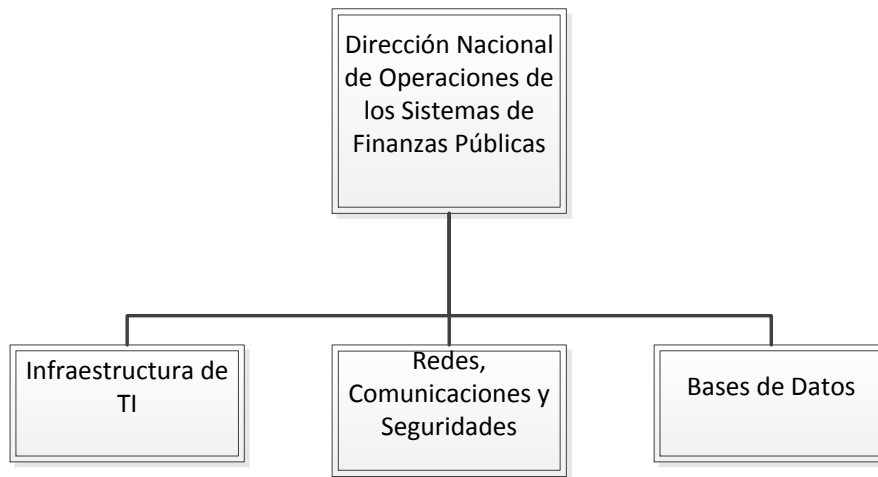 Dirección Nacional
de Operaciones de
los Sistemas de
Finanzas Públicas
Infraestructura de
TI
Redes,
Comunicaciones y
Seguridades
Bases de Datos